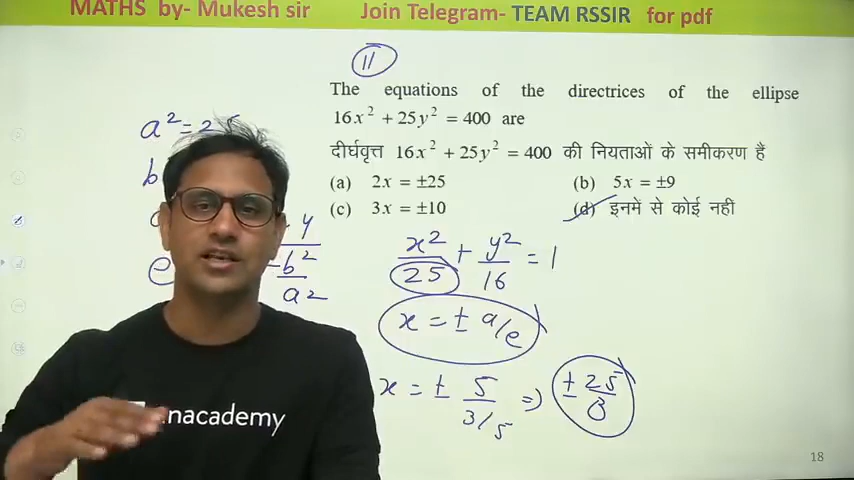 MATHS by- Mukesh sir Join Telegram- TEAM RSSIR for pdf
11
The equations of the directrices of the ellipse
16x² + 25y² = 400 are
दीर्घवृत्त 16x² + 25y² = 400 की नियताओं के समीकरण है
(a) 2x = ±25 (b) 5x = ±9
(c) 3x = ±10 (d) इनमें से कोई नहीं
a² = 25
b
e
b²
a²
x²/25 + y²/16 = 1
x = ± a/e
x = ± 5/3/5 ⇒ ± 25/3
unacademy
18